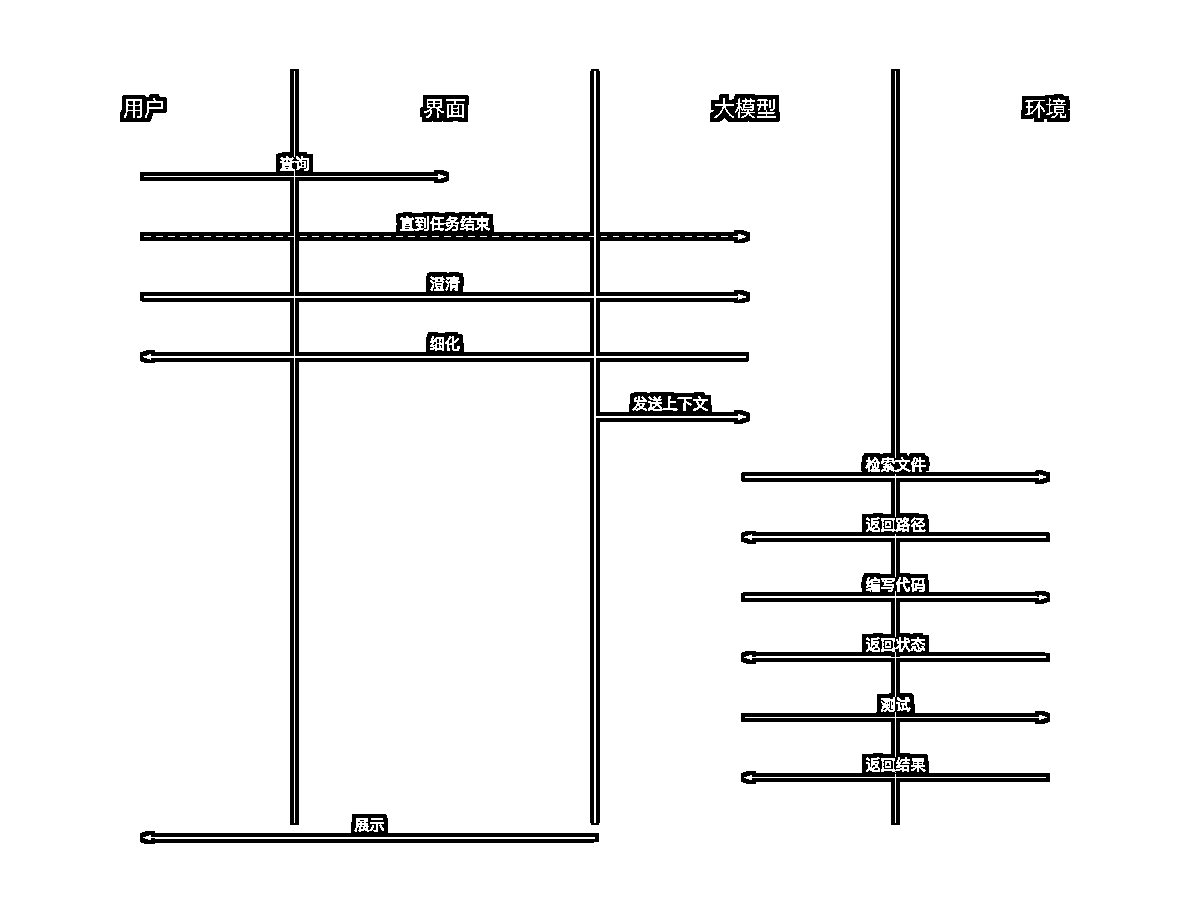 用户
界面
大模型
环境
查询
直到任务结束
澄清
细化
发送上下文
检索文件
返回路径
编写代码
返回状态
测试
返回结果
展示